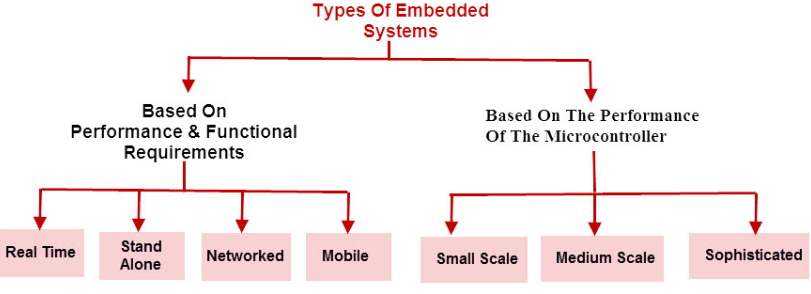 Types Of Embedded
Systems
Based On
Performance & Functional
Requirements
Based On The Performance
Of The Microcontroller
Real Time
Stand
Alone
Networked
Mobile
Small Scale
Medium Scale
Sophisticated